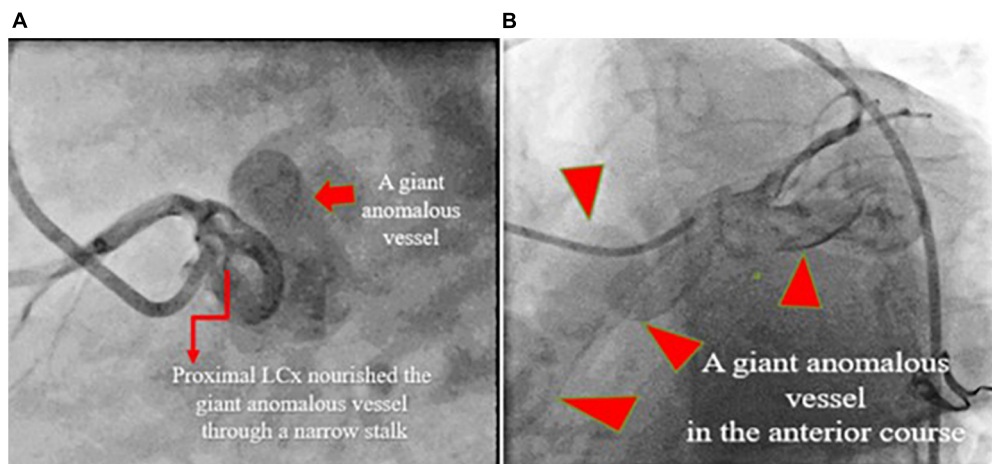 A
B
A giant
anomalous
vessel
Proximal LCx nourished the
giant anomalous vessel
through a narrow stalk
A giant anomalous
vessel
in the anterior course